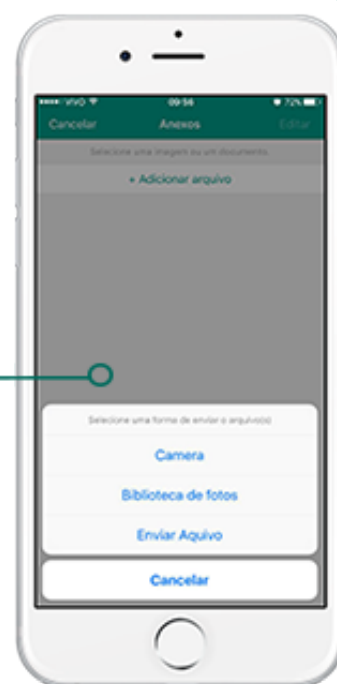 VIVO 09:56 72%
Cancelar Anexos Editar
Selecione uma imagem ou um documento.
+ Adicionar arquivo
Selecione uma forma de enviar o arquivo(s)
Camera
Biblioteca de fotos
Enviar Aquivo
Cancelar